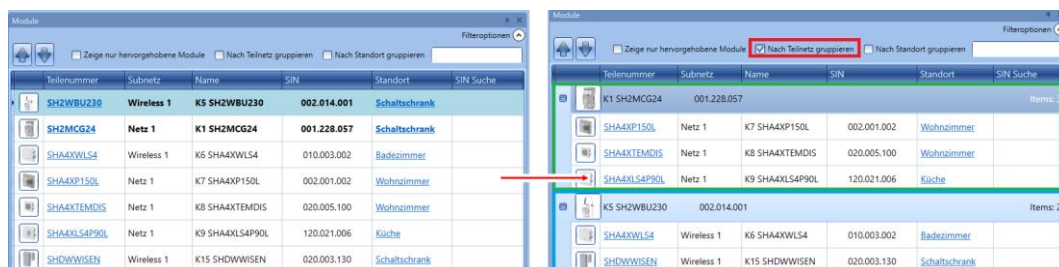 Module
Filteroptionen
Zeige nur hervorgehobene Module Nach Teilnetz gruppieren Nach Standort gruppieren
Teilenummer Subnetz Name SIN Standort SIN Suche
SH2WBU230 Wireless 1 K5 SH2WBU230 002.014.001 Schaltschrank
SH2MCG24 Netz 1 K1 SH2MCG24 001.228.057 Schaltschrank
SHA4XWLS4 Wireless 1 K6 SHA4XWLS4 010.003.002 Badezimmer
SHA4XP150L Netz 1 K7 SHA4XP150L 002.001.002 Wohnzimmer
SHA4XTEMDIS Netz 1 K8 SHA4XTEMDIS 020.005.100 Wohnzimmer
SHA4XLS4P90L Netz 1 K9 SHA4XLS4P90L 120.021.006 Küche
SHDWWISEN Wireless 1 K15 SHDWWISEN 020.003.130 Schaltschrank
Module
Filteroptionen
Zeige nur hervorgehobene Module Nach Teilnetz gruppieren Nach Standort gruppieren
Teilenummer Subnetz Name SIN Standort SIN Suche
K1 SH2MCG24 001.228.057 Items:
SHA4XP150L Netz 1 K7 SHA4XP150L 002.001.002 Wohnzimmer
SHA4XTEMDIS Netz 1 K8 SHA4XTEMDIS 020.005.100 Wohnzimmer
SHA4XLS4P90L Netz 1 K9 SHA4XLS4P90L 120.021.006 Küche
K5 SH2WBU230 002.014.001 Items: 2
SHA4XWLS4 Wireless 1 K6 SHA4XWLS4 010.003.002 Badezimmer
SHDWWISEN Wireless 1 K15 SHDWWISEN 020.003.130 Schaltschrank